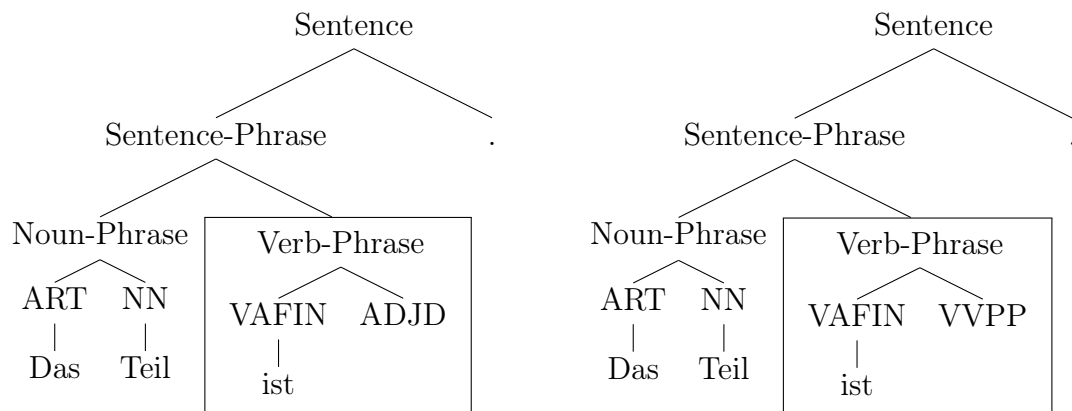 Sentence
Sentence-Phrase .
Noun-Phrase Verb-Phrase
ART NN VAFIN ADJD
Das Teil ist
Sentence
Sentence-Phrase .
Noun-Phrase Verb-Phrase
ART NN VAFIN VVPP
Das Teil ist